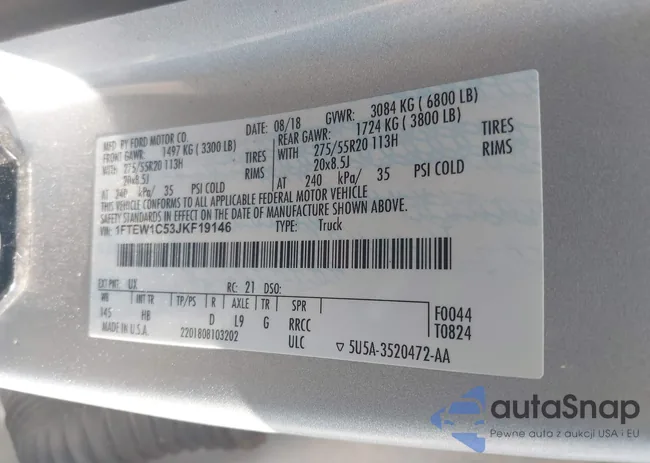 MFD. BY FORD MOTOR CO.
DATE: 08/18 GVWR: 3084 KG ( 6800 LB)
FRONT GAWR: 1497 KG ( 3300 LB) REAR GAWR: 1724 KG ( 3800 LB)
WITH 275/55R20 113H TIRES WITH 275/55R20 113H TIRES
20x8.5J RIMS 20x8.5J RIMS
AT 240 kPa/ 35 PSI COLD AT 240 kPa/ 35 PSI COLD
THIS VEHICLE CONFORMS TO ALL APPLICABLE FEDERAL MOTOR VEHICLE
SAFETY STANDARDS IN EFFECT ON THE DATE OF MANUFACTURE SHOWN ABOVE.
VIN: 1FTEW1C53JKF19146 TYPE: Truck
EXT PNT: UX RC: 21 DSO:
WB INT TR TP/PS R AXLE TR SPR
145 HB D L9 G RRCC F0044
MADE IN U.S.A. 2201808103202 ULC T0824
▽ 5U5A-3520472-AA
autaSnap
Pewne auta z aukcji USA i EU